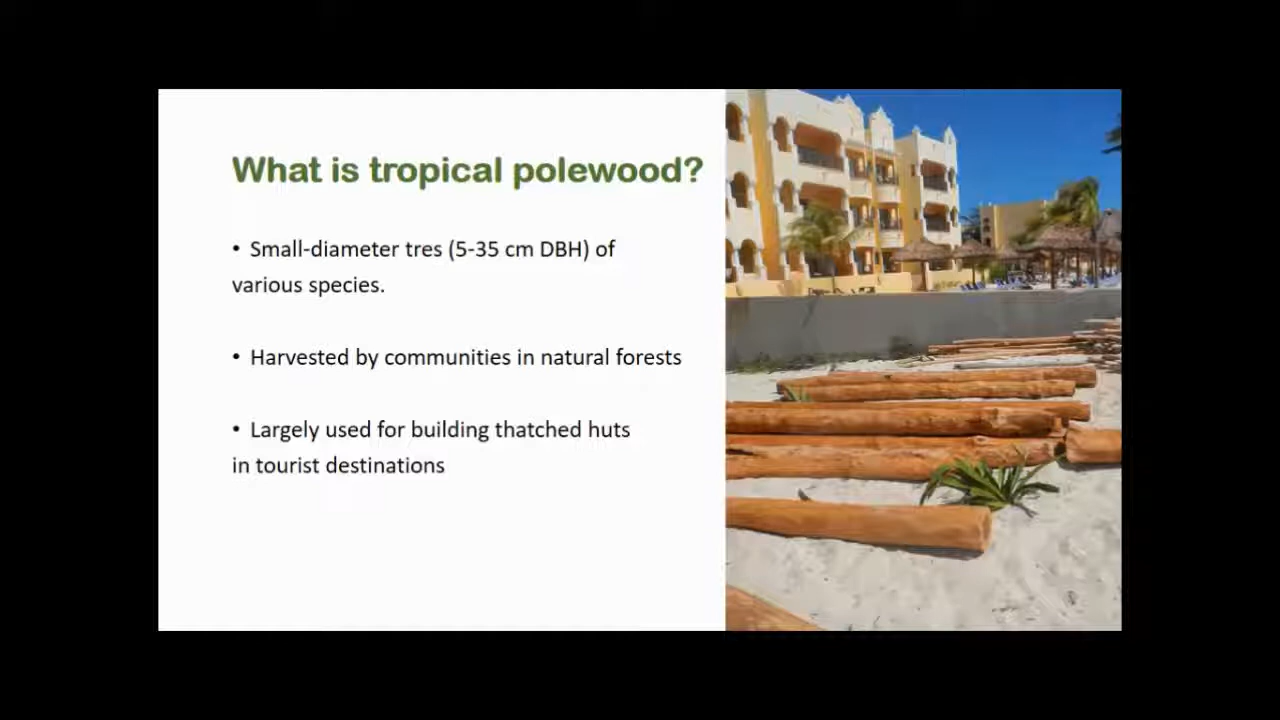 What is tropical polewood?
• Small-diameter tres (5-35 cm DBH) of
various species.
• Harvested by communities in natural forests
• Largely used for building thatched huts
in tourist destinations